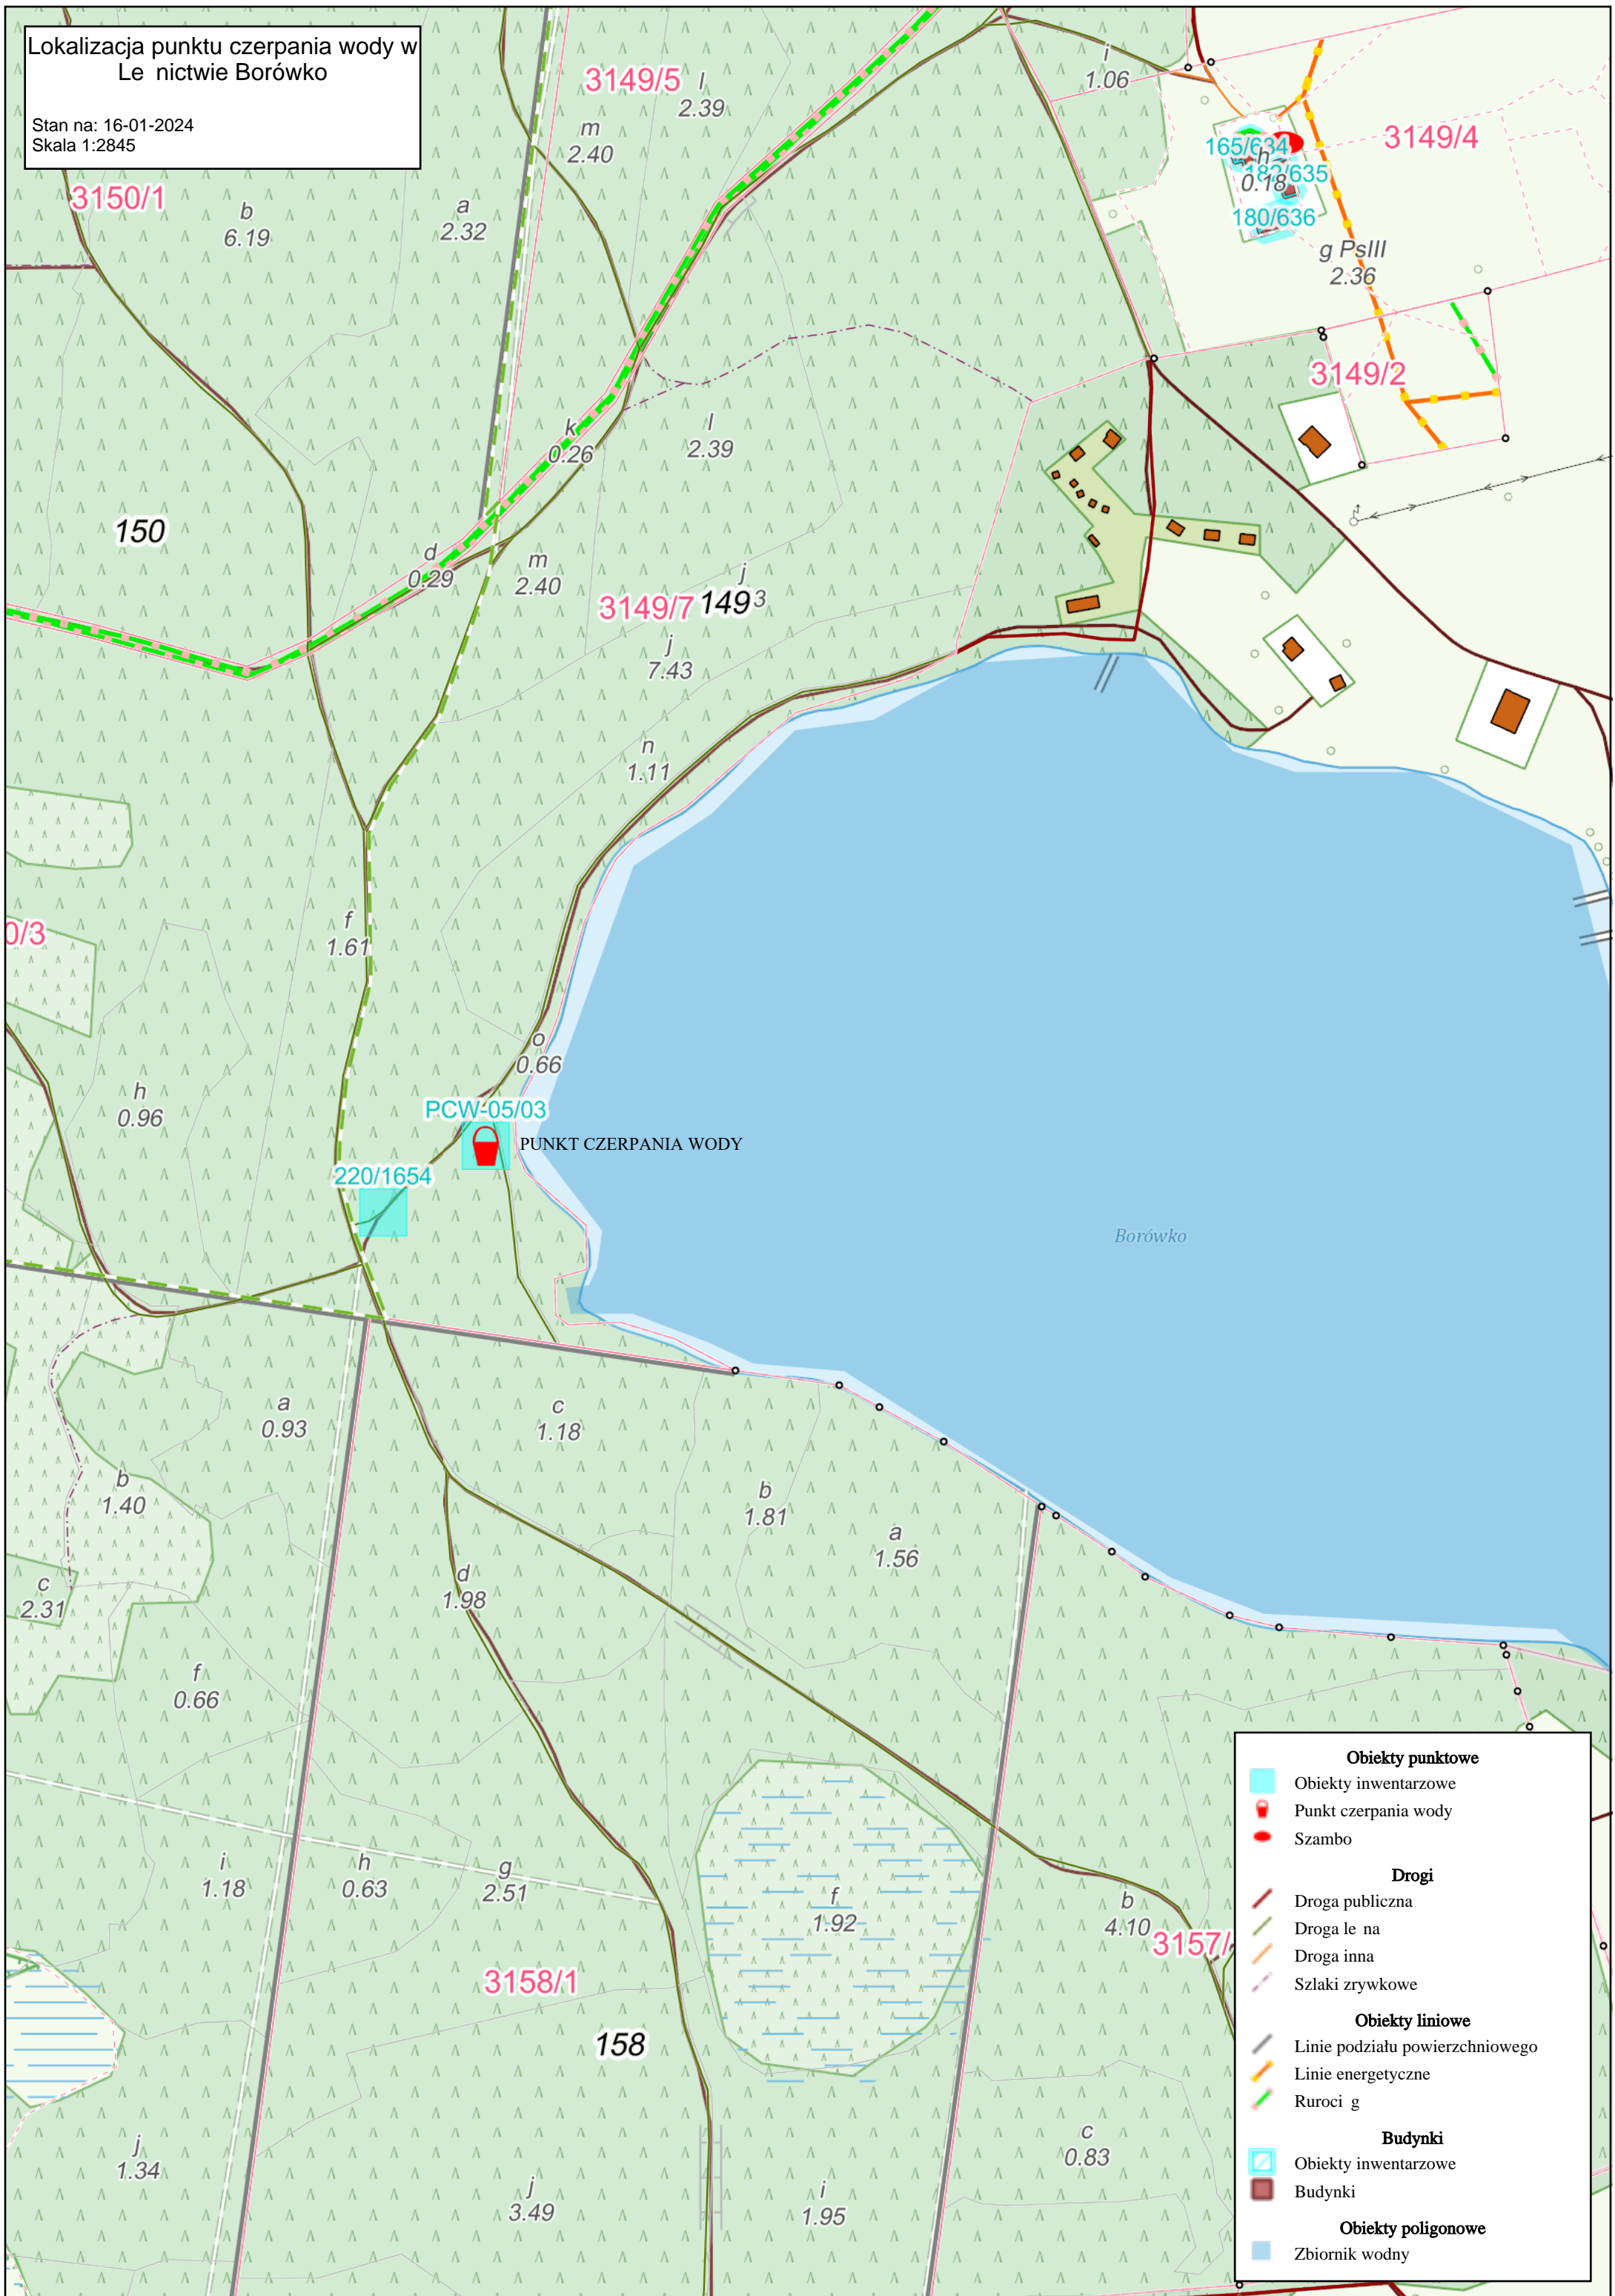 Lokalizacja punktu czerpania wody w
Le nictwie Borówko
Stan na: 16-01-2024
Skala 1:2845
3149/5
l
2.39
i
1.06
m
2.40
3149/4
165/634
h
182/635
0.18
180/636
3150/1
b
6.19
a
2.32
g PsIII
2.36
3149/2
k
0.26
l
2.39
150
d
0.29
m
2.40
j
3149/7
149
3
j
7.43
n
1.11
0/3
f
1.61
o
0.66
h
0.96
PCW-05/03
PUNKT CZERPANIA WODY
220/1654
Borówko
a
0.93
c
1.18
b
1.40
b
1.81
a
1.56
c
2.31
d
1.98
f
0.66
i
1.18
h
0.63
g
2.51
f
1.92
b
4.10
3157/
3158/1
158
j
1.34
j
3.49
i
1.95
c
0.83
Obiekty punktowe
Obiekty inwentarzowe
Punkt czerpania wody
Szambo
Drogi
Droga publiczna
Droga le na
Droga inna
Szlaki zrywkowe
Obiekty liniowe
Linie podziału powierzchniowego
Linie energetyczne
Ruroci g
Budynki
Obiekty inwentarzowe
Budynki
Obiekty poligonowe
Zbiornik wodny